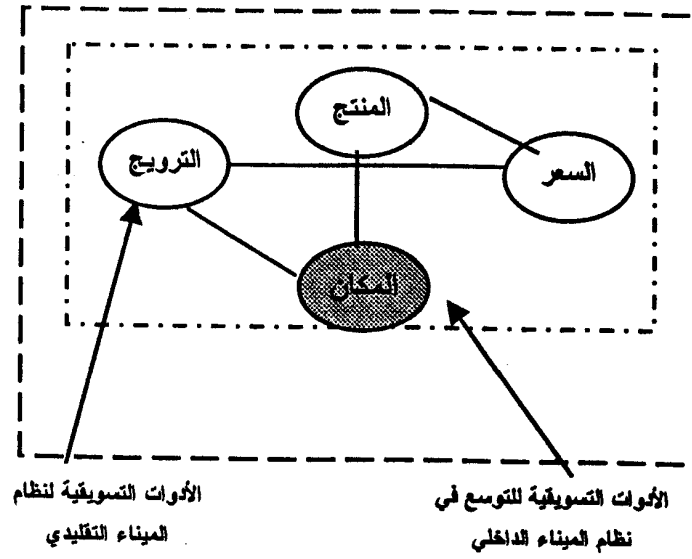 المنتج
الترويج
السعر
المكان
الأدوات التسويقية للتوسع في
نظام الميناء الداخلي
الأدوات التسويقية لنظام
الميناء التقليدي